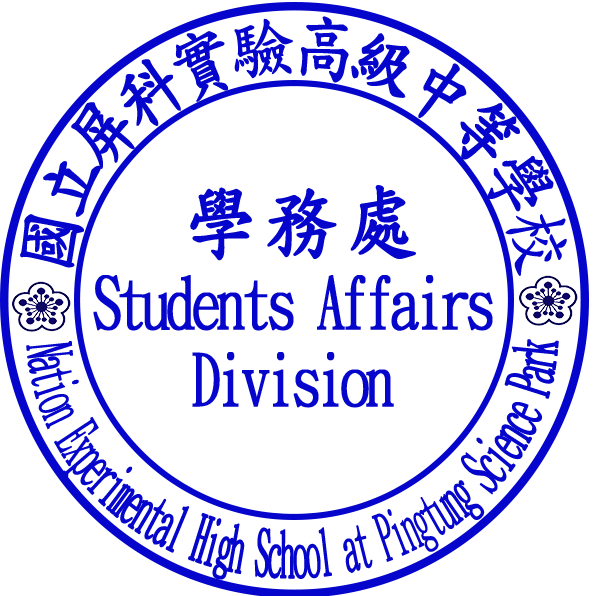 國立屏科實驗高級中等學校
學務處
Students Affairs
Division
Nation Experimental High School at Pingtung Science Park